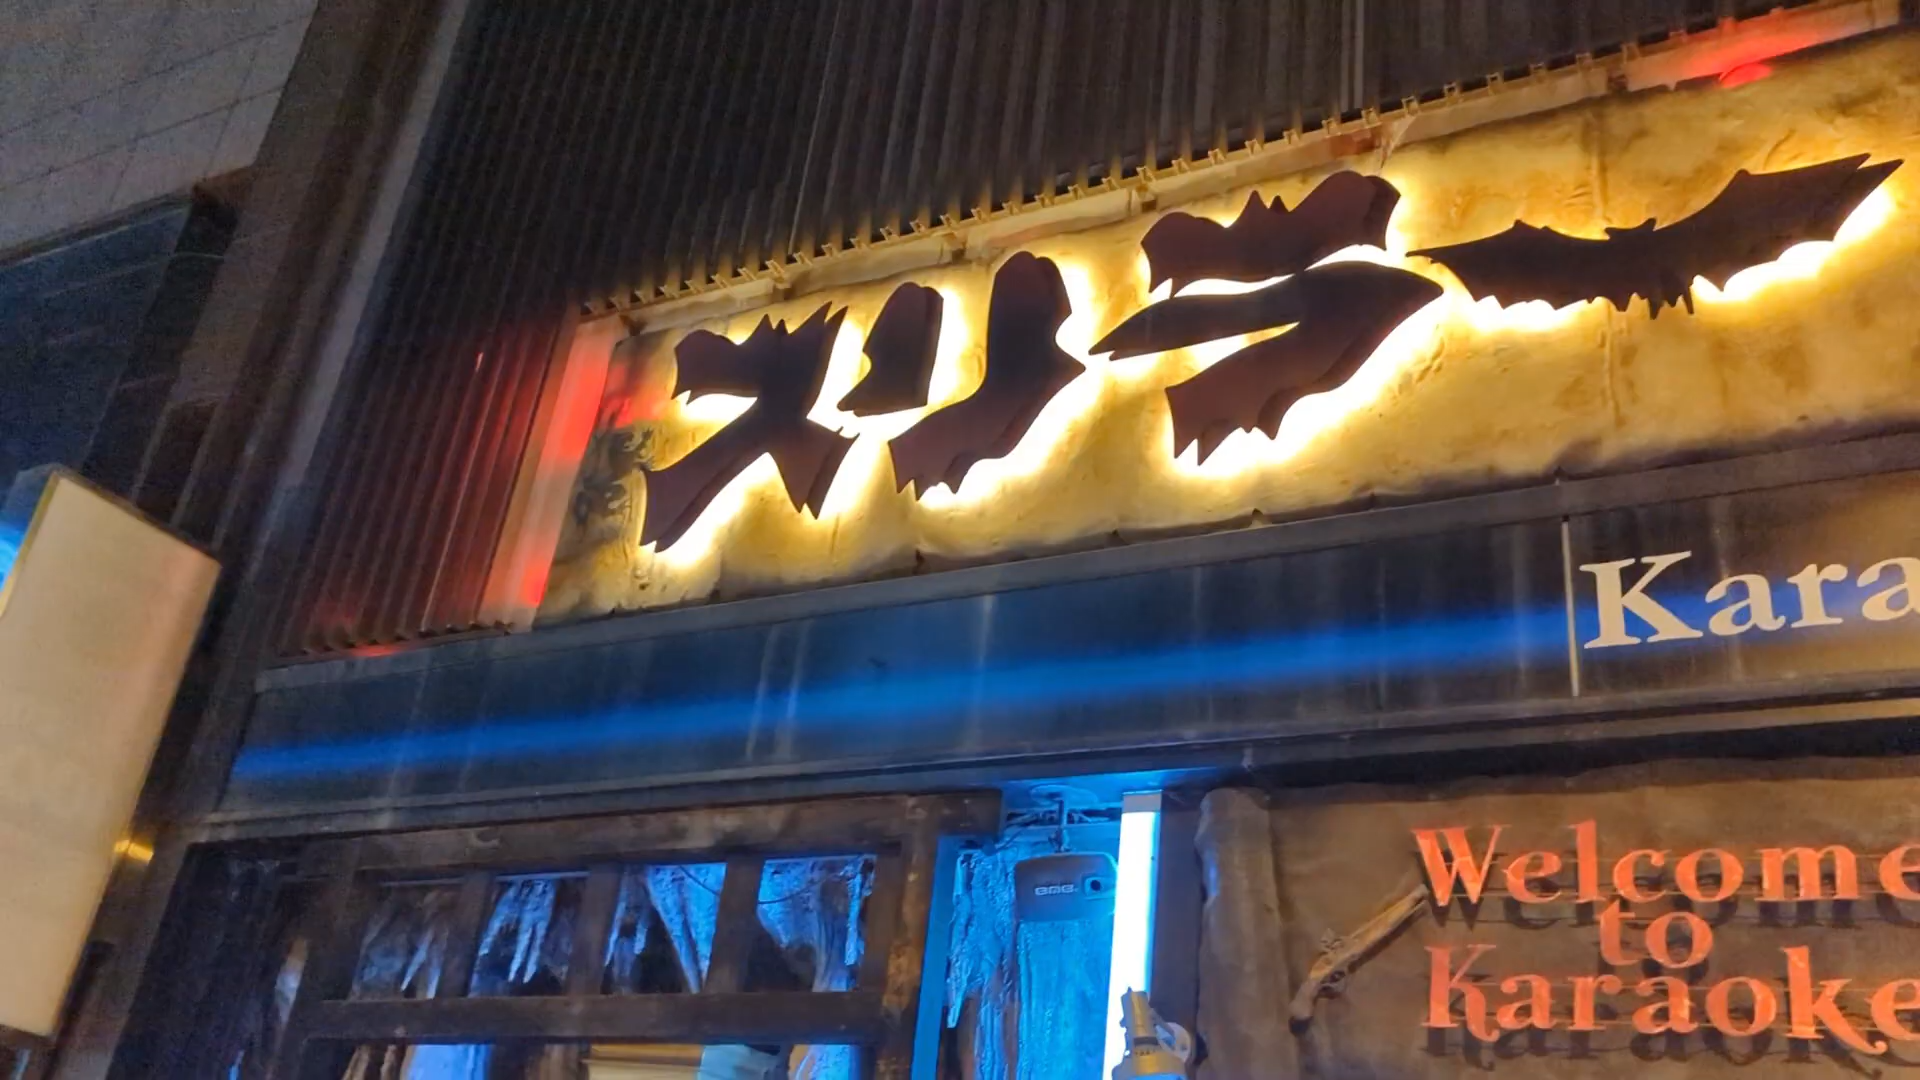 スリラー
Kara
Welcome
to
Karaoke